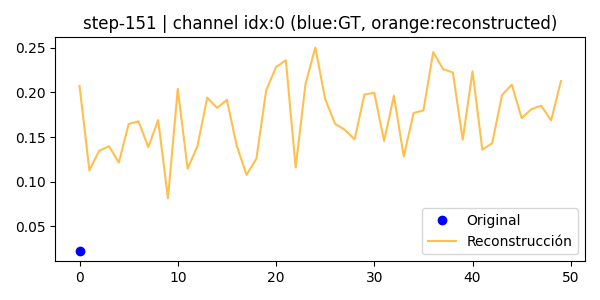 step-151 | channel idx:0 (blue:GT, orange:reconstructed)
0.25
0.20
0.15
0.10
0.05
Original
Reconstrucción
0 10 20 30 40 50